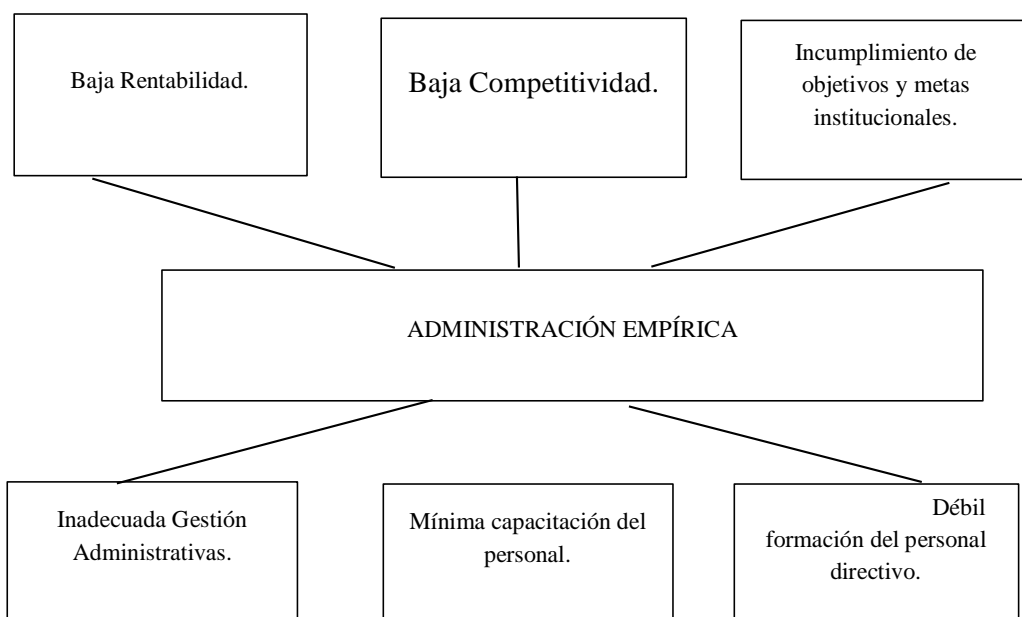 Baja Rentabilidad.
Baja Competitividad.
Incumplimiento de
objetivos y metas
institucionales.
ADMINISTRACIÓN EMPÍRICA
Inadecuada Gestión
Administrativas.
Mínima capacitación del
personal.
Débil
formación del personal
directivo.